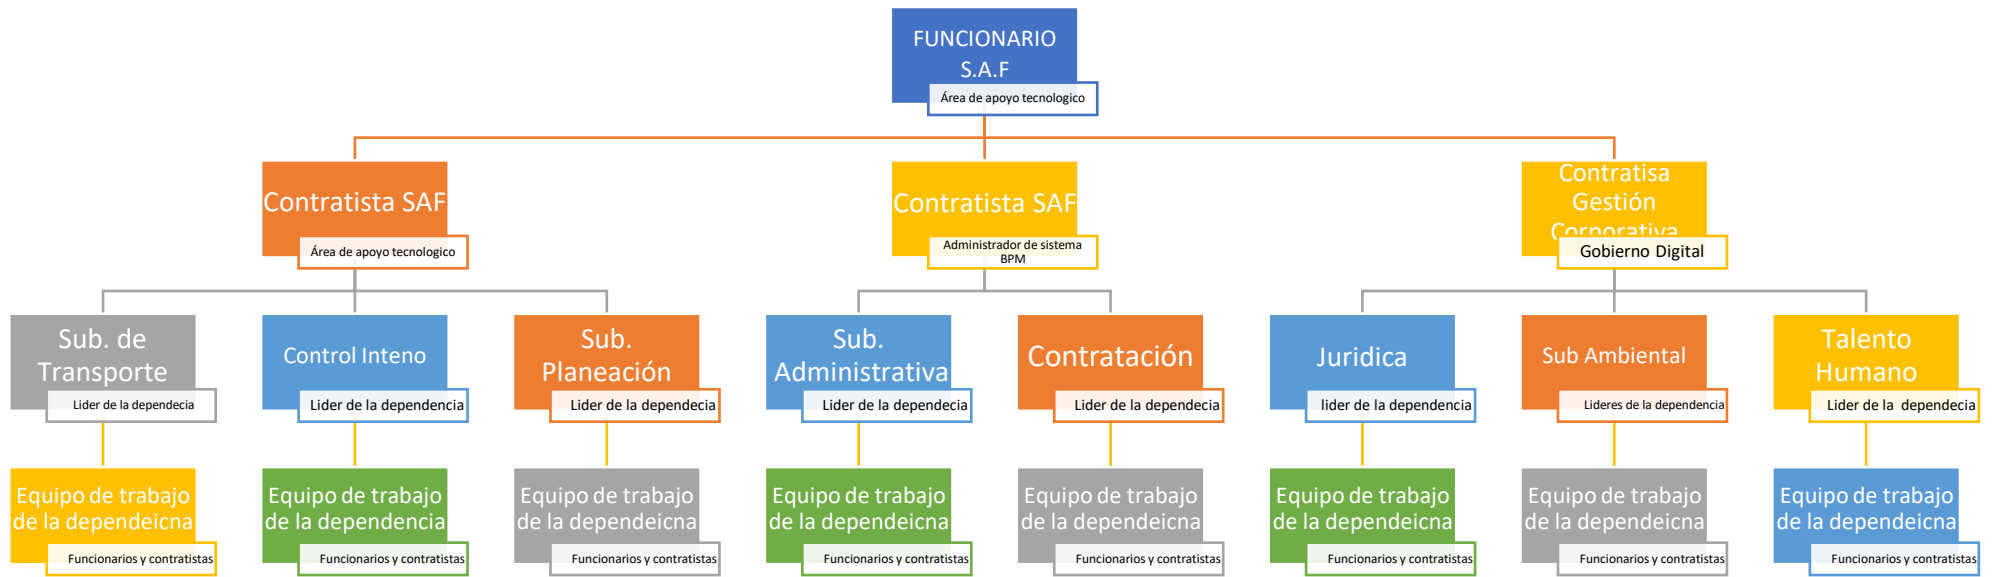 FUNCIONARIO
S.A.F
Área de apoyo tecnologico
Contratista SAF
Área de apoyo tecnologico
Contratista SAF
Administrador de sistema
BPM
Contratisa
Gestión
Corporativa
Gobierno Digital
Sub. de
Transporte
Lider de la dependecia
Control Inteno
Lider de la dependencia
Sub.
Planeación
Lider de la dependecia
Sub.
Administrativa
Lider de la dependecia
Contratación
Lider de la dependecia
Juridica
lider de la dependencia
Sub Ambiental
Lideres de la dependencia
Talento
Humano
Lider de la dependecia
Equipo de trabajo
de la dependeicna
Funcionarios y contratistas
Equipo de trabajo
de la dependencia
Funcionarios y contratistas
Equipo de trabajo
de la dependeicna
Funcionarios y contratistas
Equipo de trabajo
de la dependeicna
Funcionarios y contratistas
Equipo de trabajo
de la dependeicna
Funcionarios y contratistas
Equipo de trabajo
de la dependeicna
Funcionarios y contratistas
Equipo de trabajo
de la dependeicna
Funcionarios y contratistas
Equipo de trabajo
de la dependeicna
Funcionarios y contratistas